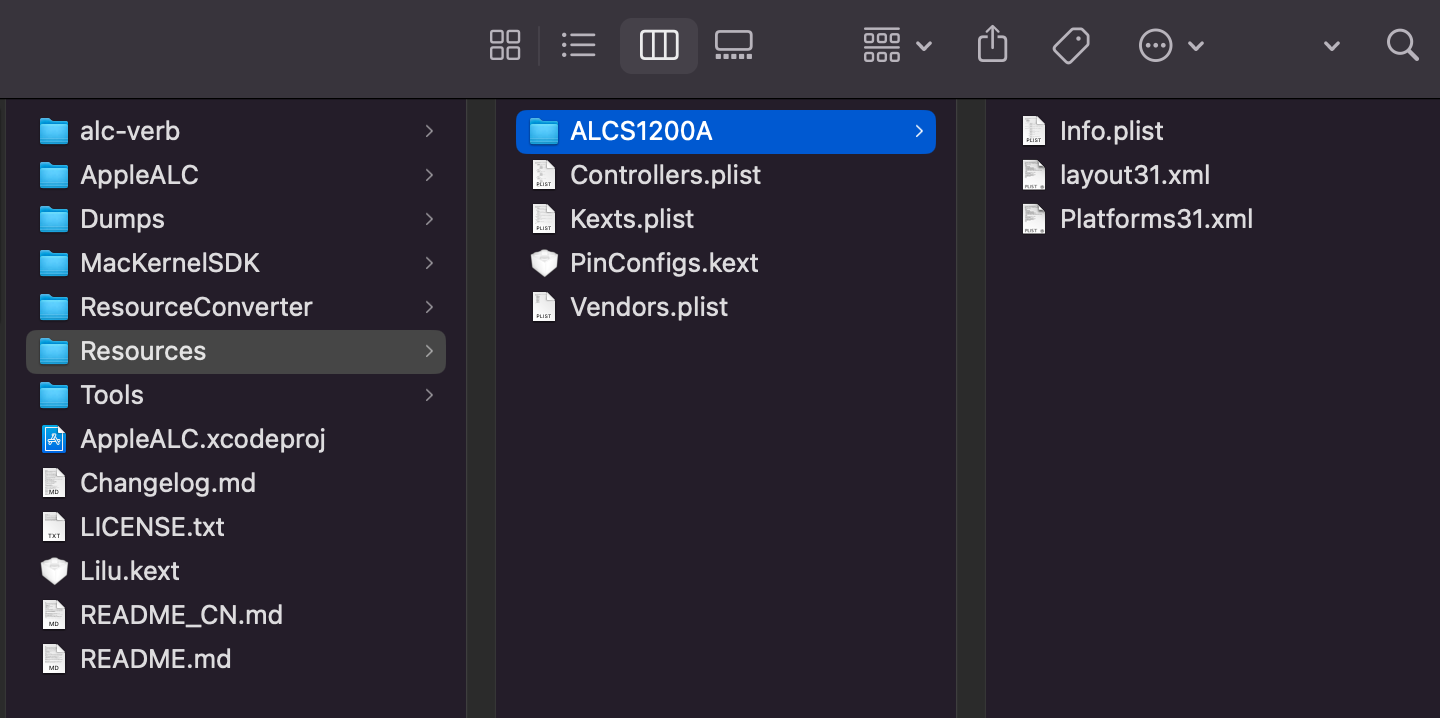 alc-verb
AppleALC
Dumps
MacKernelSDK
ResourceConverter
Resources
Tools
AppleALC.xcodeproj
Changelog.md
LICENSE.txt
Lilu.kext
README_CN.md
README.md
ALCS1200A
Controllers.plist
Kexts.plist
PinConfigs.kext
Vendors.plist
Info.plist
layout31.xml
Platforms31.xml